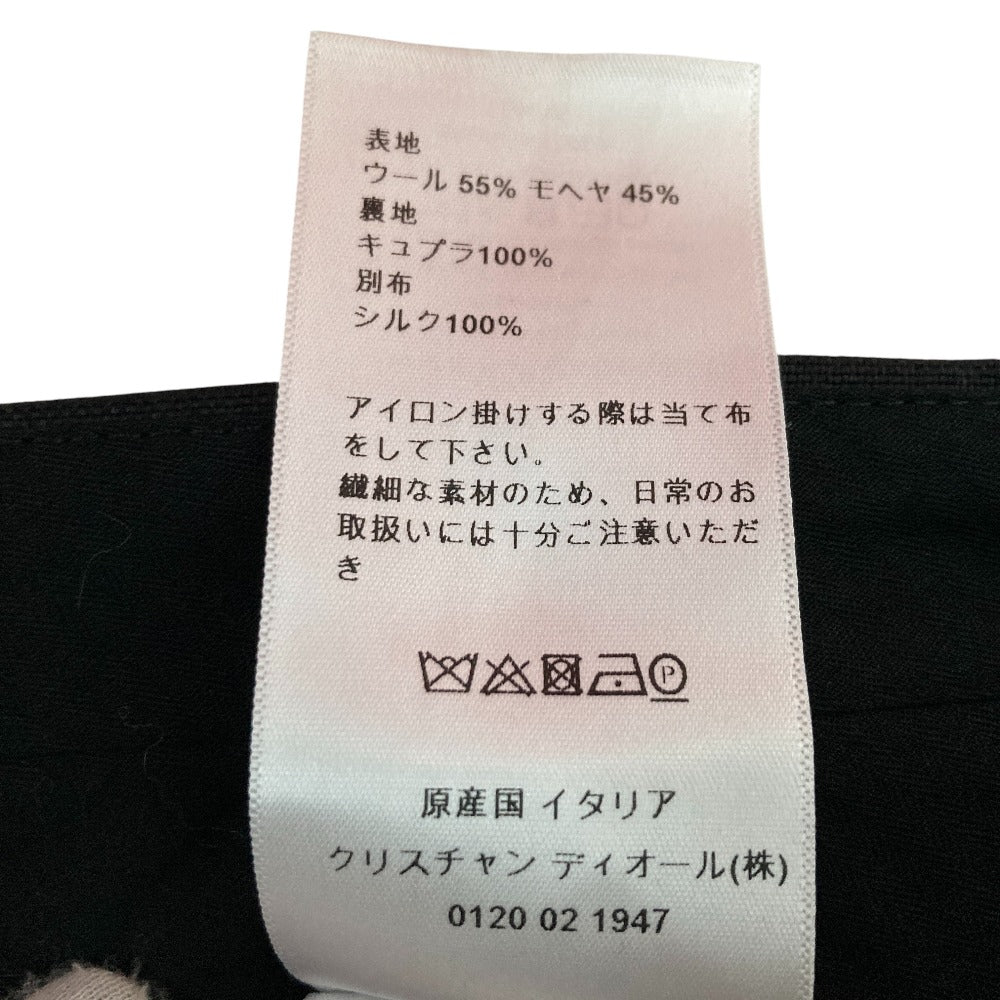 表地
ウール 55% モヘヤ 45%
裏地
キュプラ100%
別布
シルク100%
アイロン掛けする際は当て布
をして下さい。
繊細な素材のため、日常のお
取扱いには十分ご注意いただ
き
P
原産国 イタリア
クリスチャン ディオール(株)
0120 02 1947